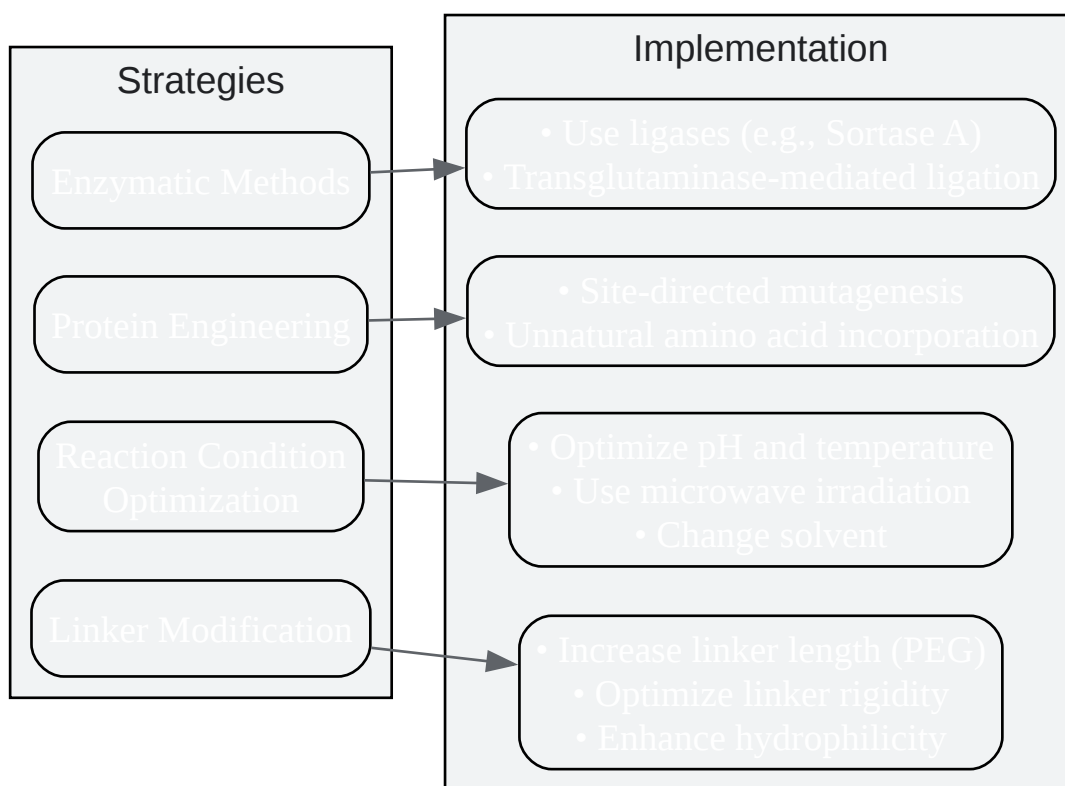 Strategies
Enzymatic Methods
Protein Engineering
Reaction Condition
Optimization
Linker Modification
Implementation
• Use ligases (e.g., Sortase A)
• Transglutaminase-mediated ligation
• Site-directed mutagenesis
• Unnatural amino acid incorporation
• Optimize pH and temperature
• Use microwave irradiation
• Change solvent
• Increase linker length (PEG)
• Optimize linker rigidity
• Enhance hydrophilicity